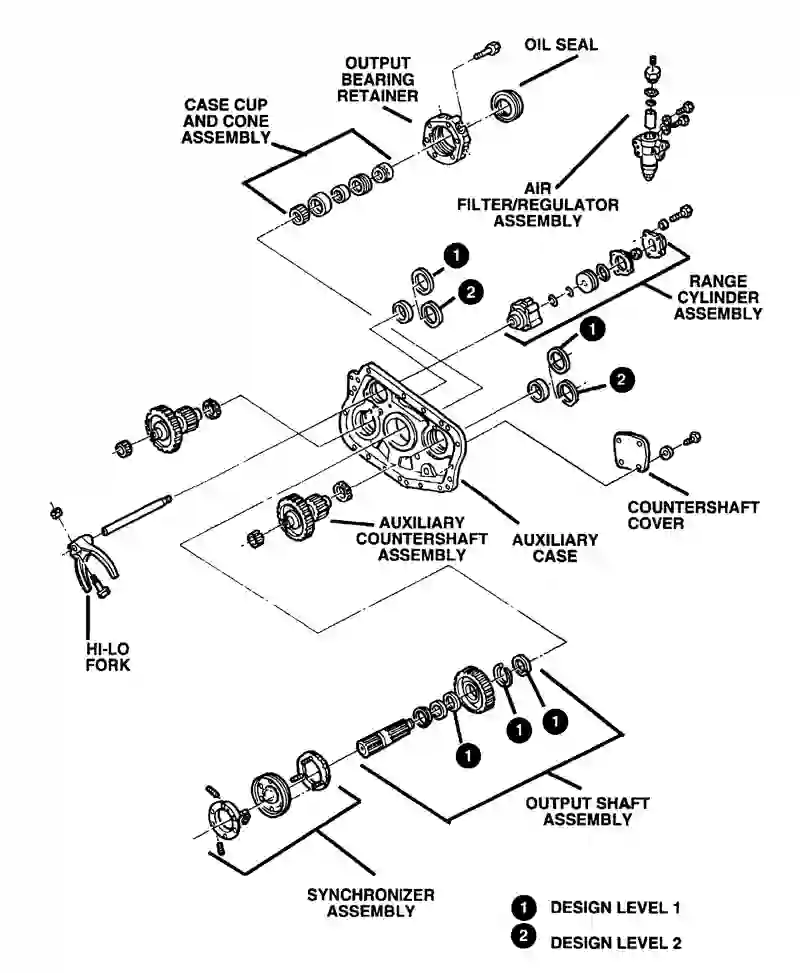 OIL SEAL
OUTPUT
BEARING
RETAINER
CASE CUP
AND CONE
ASSEMBLY
AIR
FILTER/REGULATOR
ASSEMBLY
1
2
RANGE
CYLINDER
ASSEMBLY
1
2
COUNTERSHAFT
COVER
AUXILIARY
COUNTERSHAFT
ASSEMBLY
AUXILIARY
CASE
HI-LO
FORK
1
1
1
OUTPUT SHAFT
ASSEMBLY
SYNCHRONIZER
ASSEMBLY
1 DESIGN LEVEL 1
2 DESIGN LEVEL 2